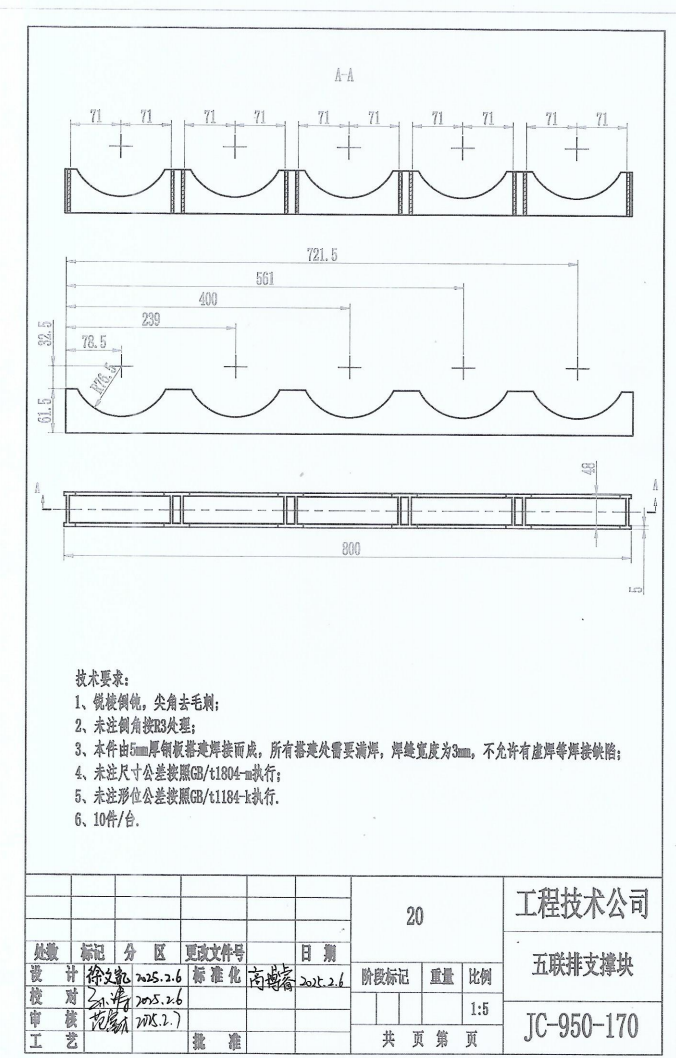 A-A
71 71 71 71 71 71 71 71 71 71
721.5
561
400
239
78.5
32.5
R76.5
61.5
48
A A
800
技术要求:
1、锐棱倒钝,尖角去毛刺;
2、未注倒角按R3处理;
3、本件由5mm厚钢板搭建焊接而成,所有搭建处需要满焊,焊缝宽度为3mm,不允许有虚焊等焊接缺陷;
4、未注尺寸公差按照GB/t1804-m执行;
5、未注形位公差按照GB/t1184-k执行.
6、10件/台.
20
工程技术公司
处数 标记 分 区 更改文件号 日 期
五联排支撑块
设 计 2025.2.6 标准化 高博睿 2025.2.6
阶段标记 重量 比例
校 对 2025.2.6
1:5
JC-950-170
审 核 2025.2.7
工 艺 批 准
共 页 第 页